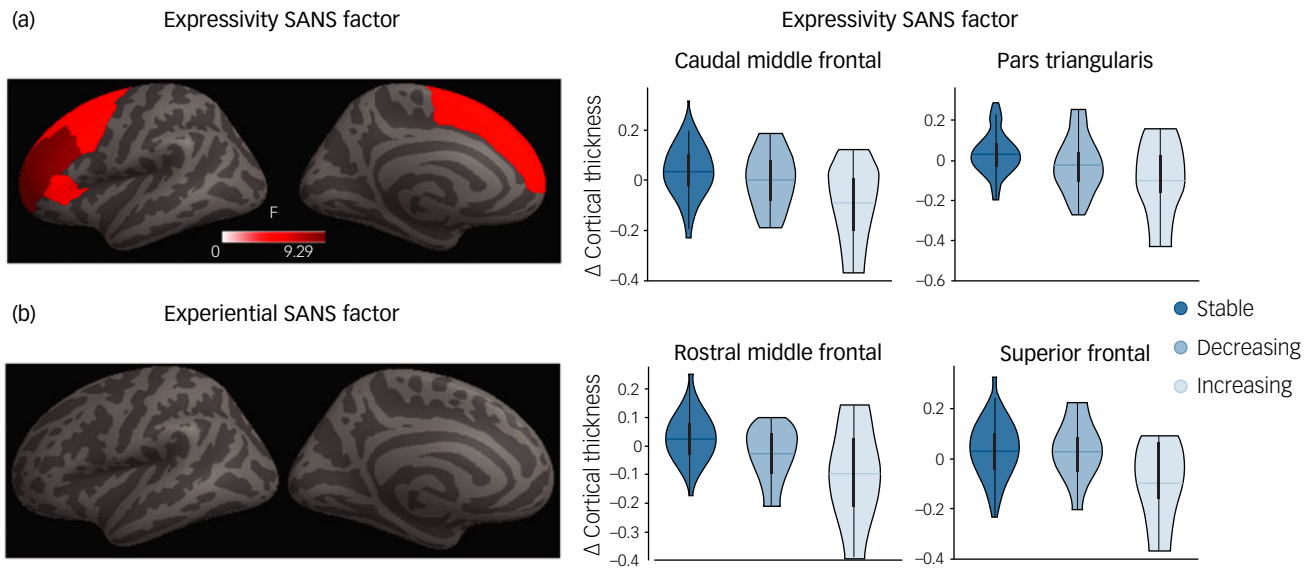 (a)
Expressivity SANS factor
F
0 9.29
Expressivity SANS factor
Caudal middle frontal
Δ Cortical thickness
0.2
0
−0.2
−0.4
Pars triangularis
0.2
0
−0.2
−0.4
−0.6
Stable
Decreasing
Increasing
(b)
Experiential SANS factor
Rostral middle frontal
Δ Cortical thickness
0.2
0.1
0
−0.1
−0.2
−0.3
−0.4
Superior frontal
0.2
0
−0.2
−0.4